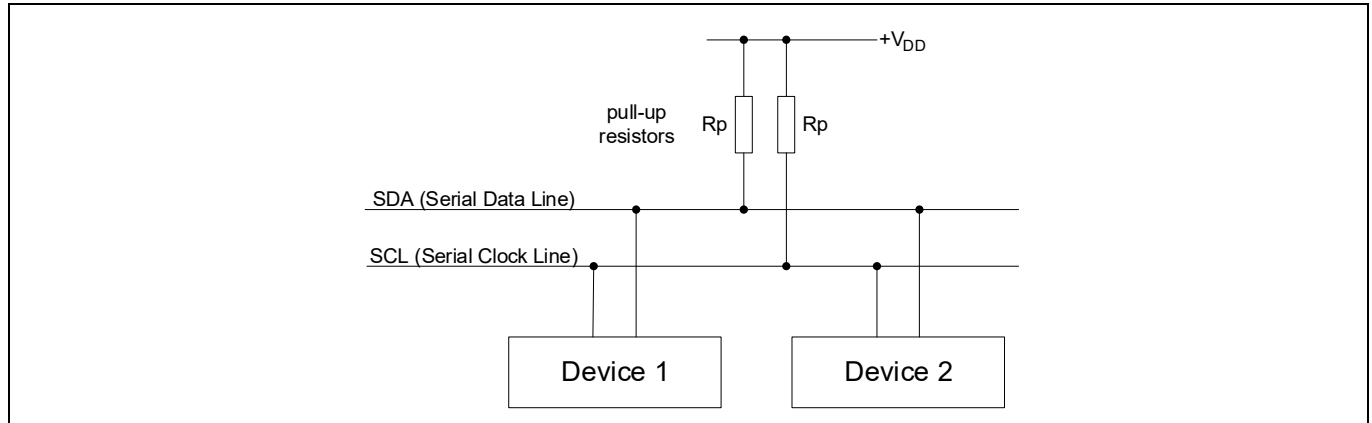 +VDD
pull-up
resistors
Rp
Rp
SDA (Serial Data Line)
SCL (Serial Clock Line)
Device 1
Device 2